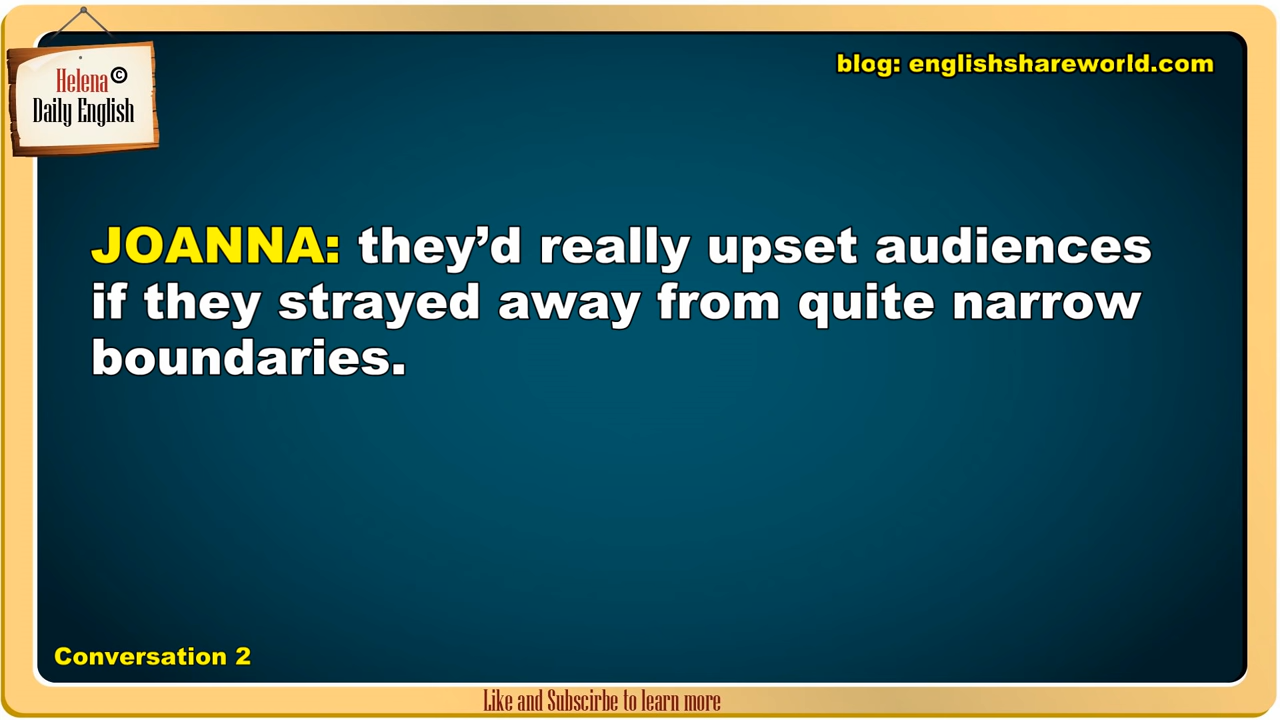 Helena©
Daily English
blog: englishshareworld.com
JOANNA: they’d really upset audiences
if they strayed away from quite narrow
boundaries.
Conversation 2
Like and Subscirbe to learn more